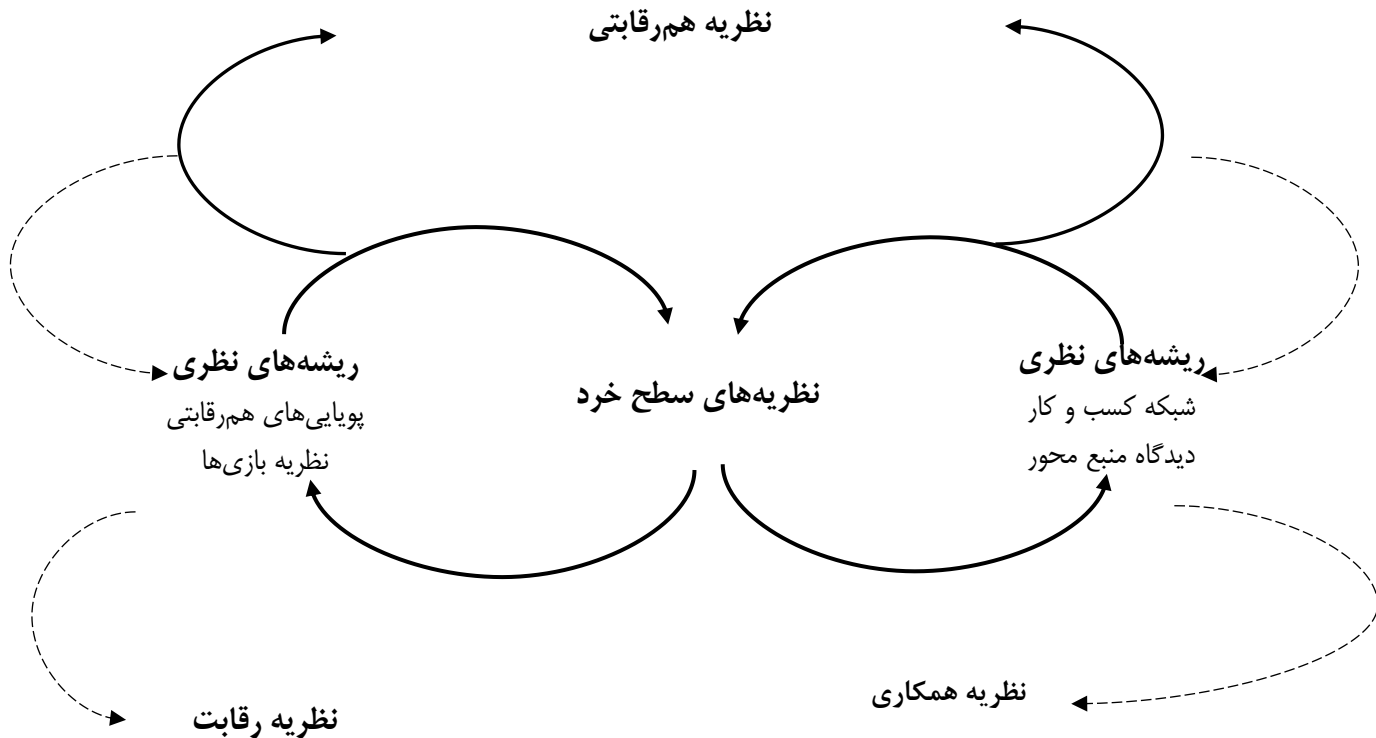 نظریه هم‌رقابتی
ریشه‌های نظری
شبکه کسب و کار
دیدگاه منبع محور
نظریه‌های سطح خرد
ریشه‌های نظری
پویایی‌های هم‌رقابتی
نظریه بازی‌ها
نظریه همکاری
نظریه رقابت